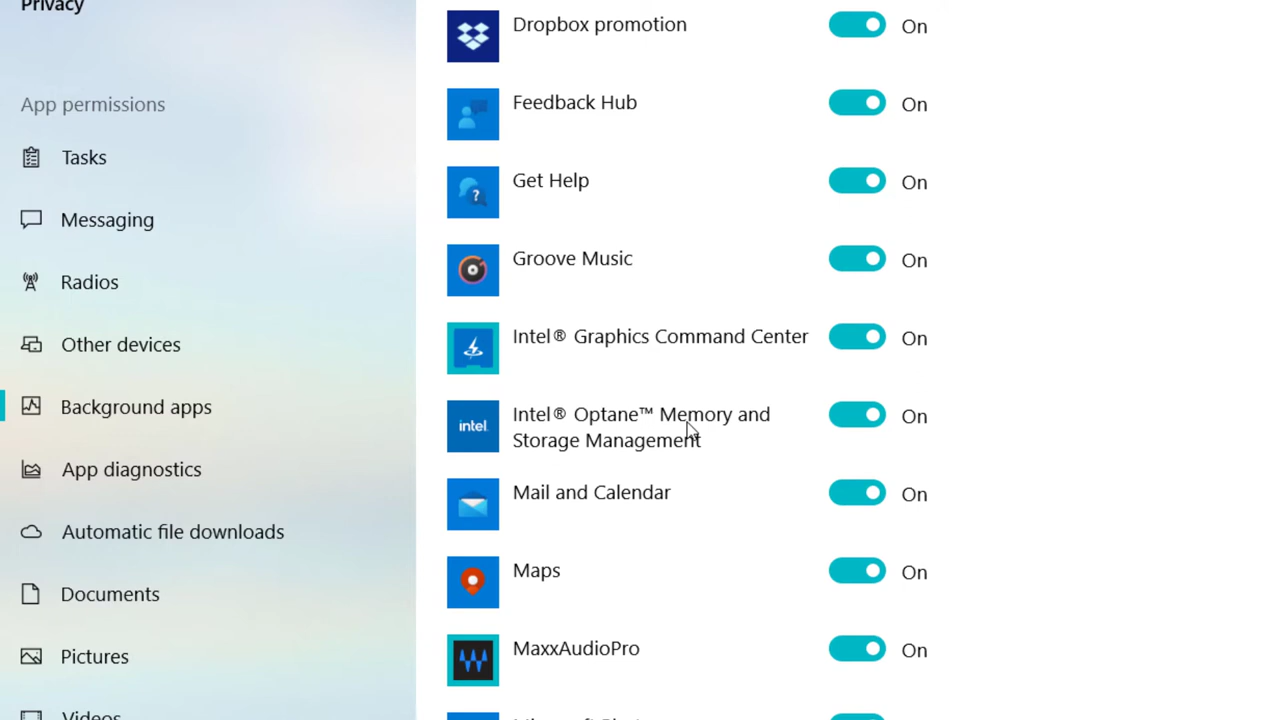 Privacy
App permissions
Tasks
Messaging
Radios
Other devices
Background apps
App diagnostics
Automatic file downloads
Documents
Pictures
Videos
Dropbox promotion
On
Feedback Hub
On
Get Help
On
Groove Music
On
Intel® Graphics Command Center
On
intel.
Intel® Optane™ Memory and
Storage Management
On
Mail and Calendar
On
Maps
On
MaxxAudioPro
On